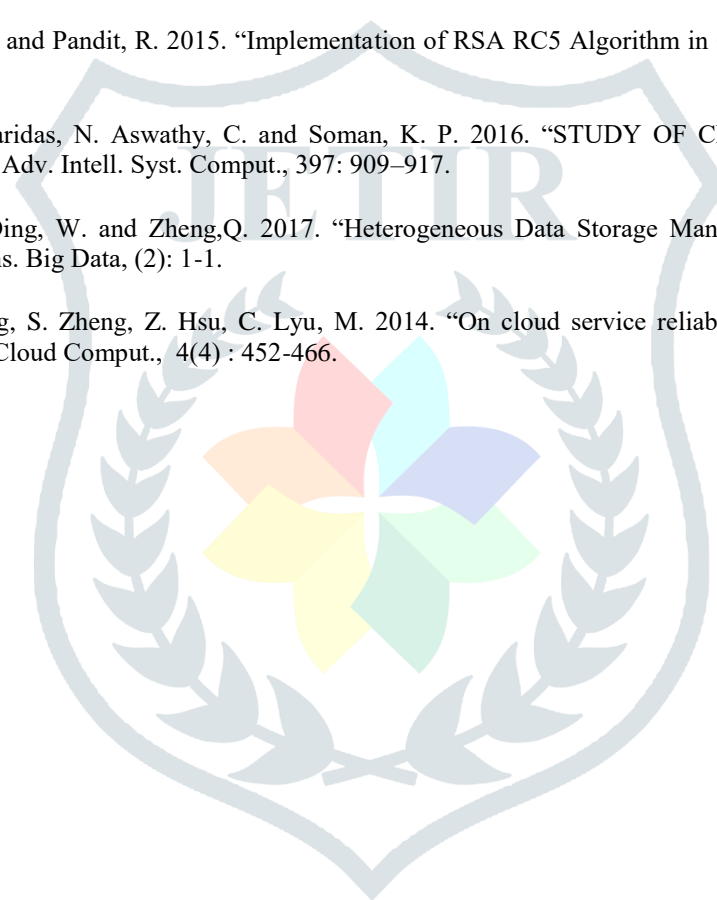 and Pandit, R. 2015. “Implementation of RSA RC5 Algorithm in
aridas, N. Aswathy, C. and Soman, K. P. 2016. “STUDY OF C
Adv. Intell. Syst. Comput., 397: 909–917.
Ding, W. and Zheng,Q. 2017. “Heterogeneous Data Storage Man
s. Big Data, (2): 1-1.
g, S. Zheng, Z. Hsu, C. Lyu, M. 2014. “On cloud service reliab
Cloud Comput., 4(4) : 452-466.
JETIR